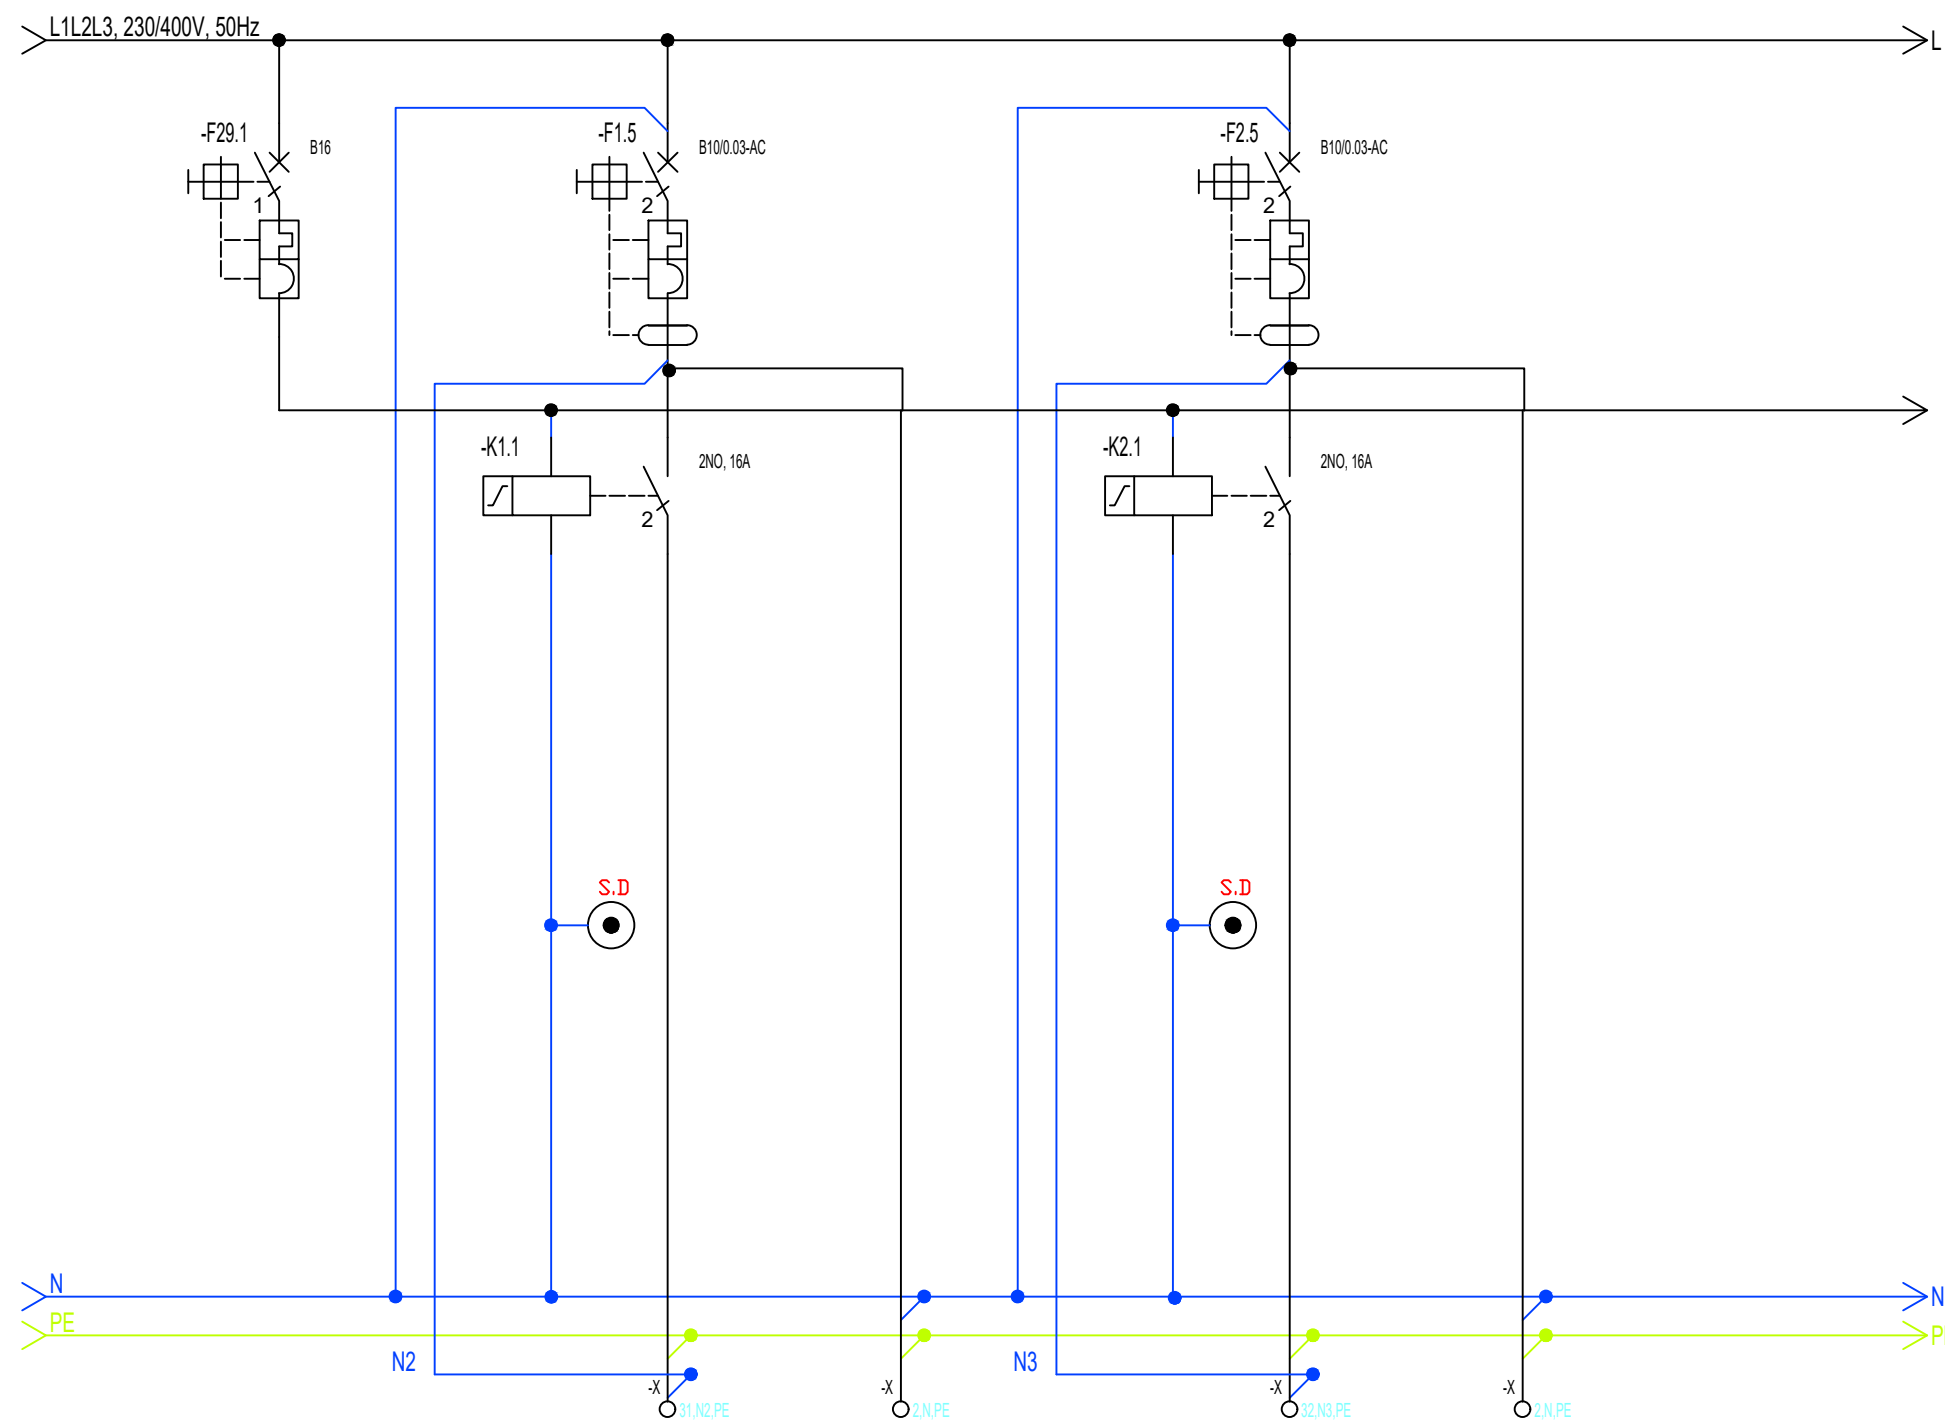 L1L2L3, 230/400V, 50Hz
L
-F29.1
B16
1
-F1.5
B10/0.03-AC
2
-F2.5
B10/0.03-AC
2
-K1.1
2NO, 16A
2
-K2.1
2NO, 16A
2
S.D
S.D
N
N
PE
N2
N3
-X
31,N2,PE
-X
2,N,PE
-X
32,N3,PE
-X
2,N,PE